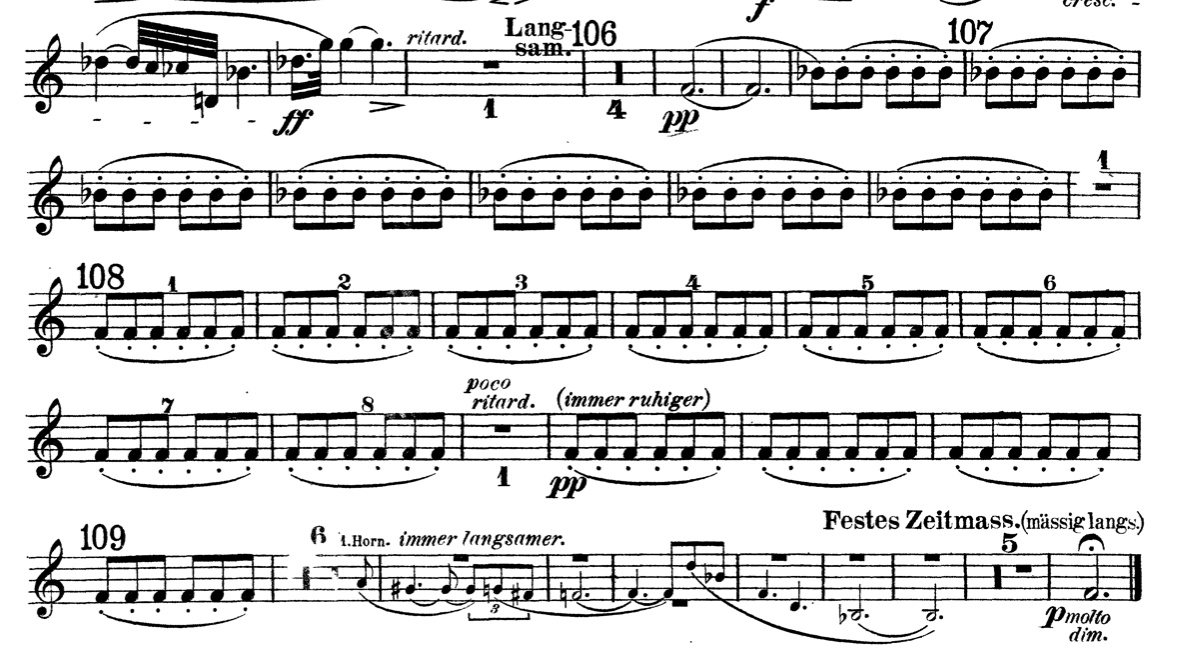 f cresc. -
ritard. Lang-
sam. 106 107
- - - - ff 1 4 pp
1
108 1 2 3 4 5 6
7 8 poco
ritard. (immer ruhiger)
1 pp
Festes Zeitmass. (mässig langs.)
109 6 1.Horn. immer langsamer. 5
3 p molto
dim.